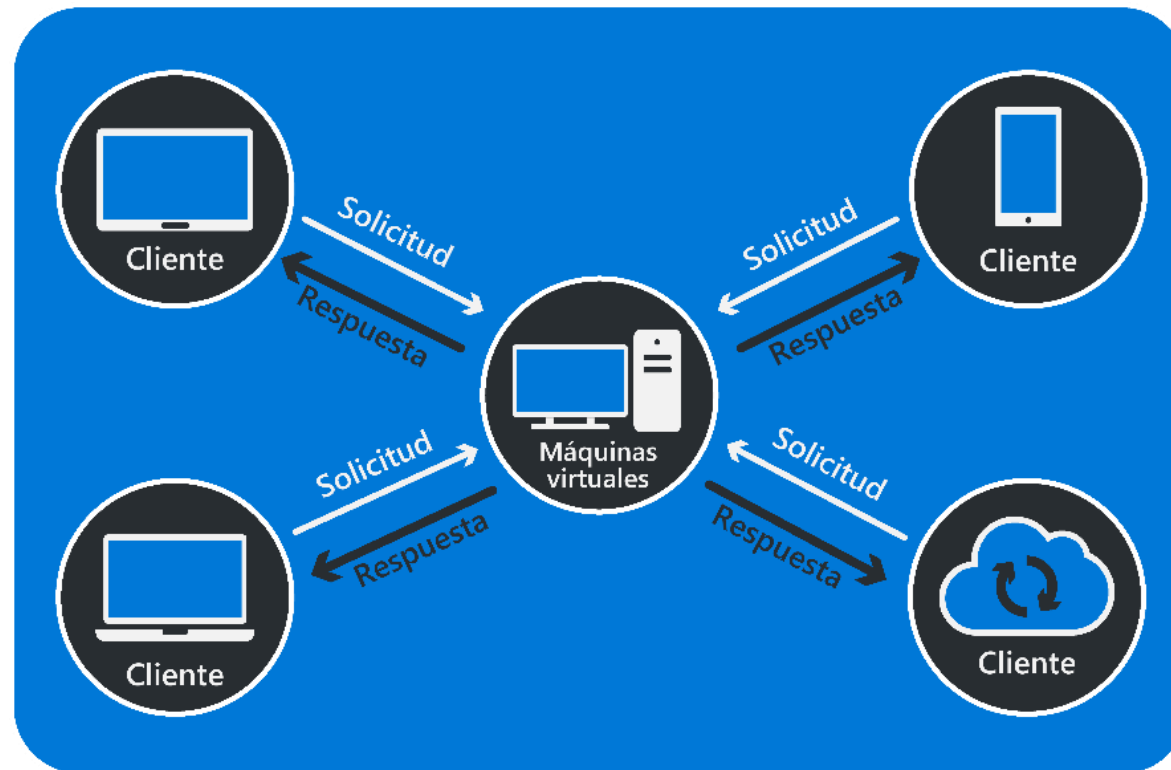 Solicitud
Cliente
Respuesta
Solicitud
Cliente
Respuesta
Máquinas
virtuales
Solicitud
Respuesta
Cliente
Solicitud
Respuesta
Cliente